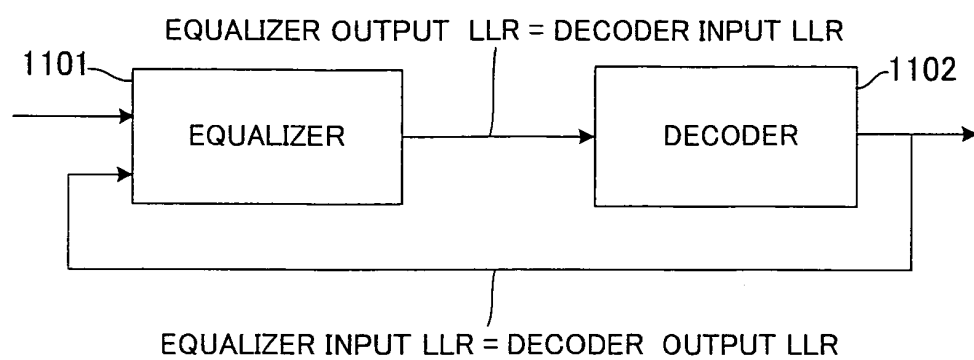 EQUALIZER OUTPUT LLR = DECODER INPUT LLR
1101
1102
EQUALIZER
DECODER
EQUALIZER INPUT LLR = DECODER OUTPUT LLR